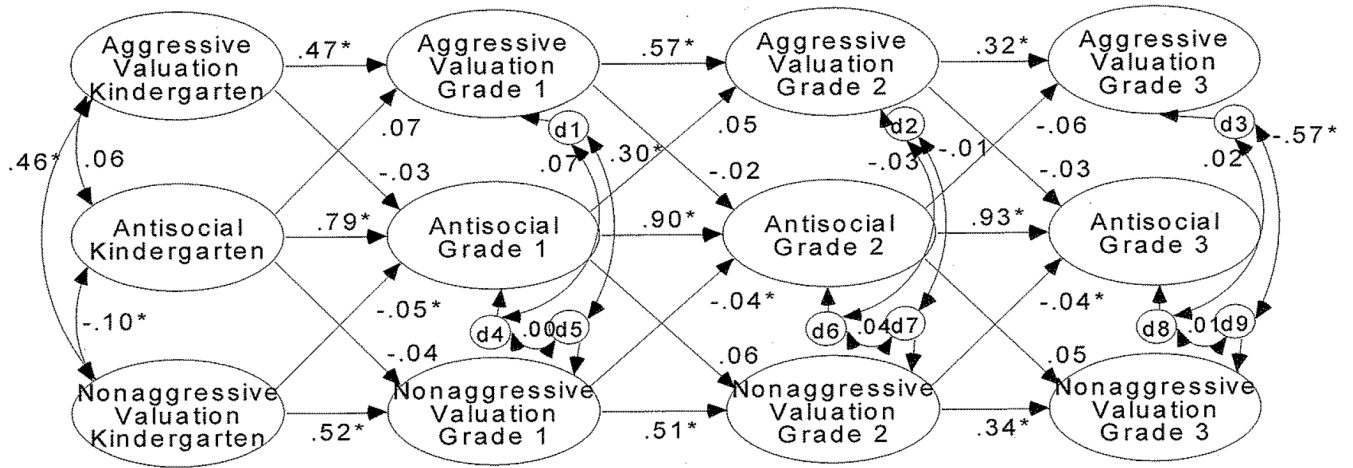 Aggressive
Valuation
Kindergarten
.47*
Aggressive
Valuation
Grade 1
.57*
Aggressive
Valuation
Grade 2
.32*
Aggressive
Valuation
Grade 3
.46*
.06
.07
-.03
d1
.07
.30*
.05
-.02
d2
-.03
-.01
-.06
-.03
d3
.02
-.57*
Antisocial
Kindergarten
.79*
Antisocial
Grade 1
.90*
Antisocial
Grade 2
.93*
Antisocial
Grade 3
-.10*
-.05*
-.04
d4
.00
d5
-.04*
.06
d6
.04
d7
-.04*
.05
d8
.01
d9
Nonaggressive
Valuation
Kindergarten
.52*
Nonaggressive
Valuation
Grade 1
.51*
Nonaggressive
Valuation
Grade 2
.34*
Nonaggressive
Valuation
Grade 3